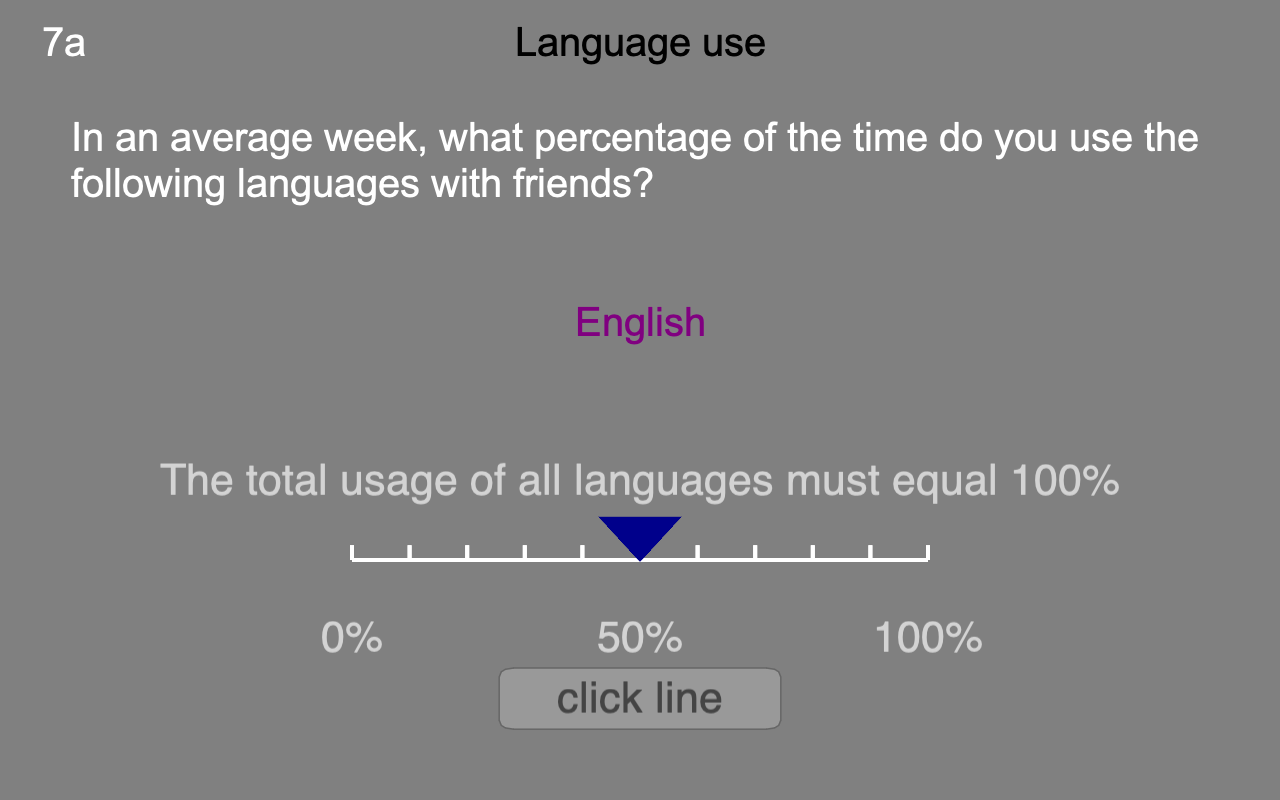 7a
Language use
In an average week, what percentage of the time do you use the
following languages with friends?
English
The total usage of all languages must equal 100%
0%
50%
100%
click line